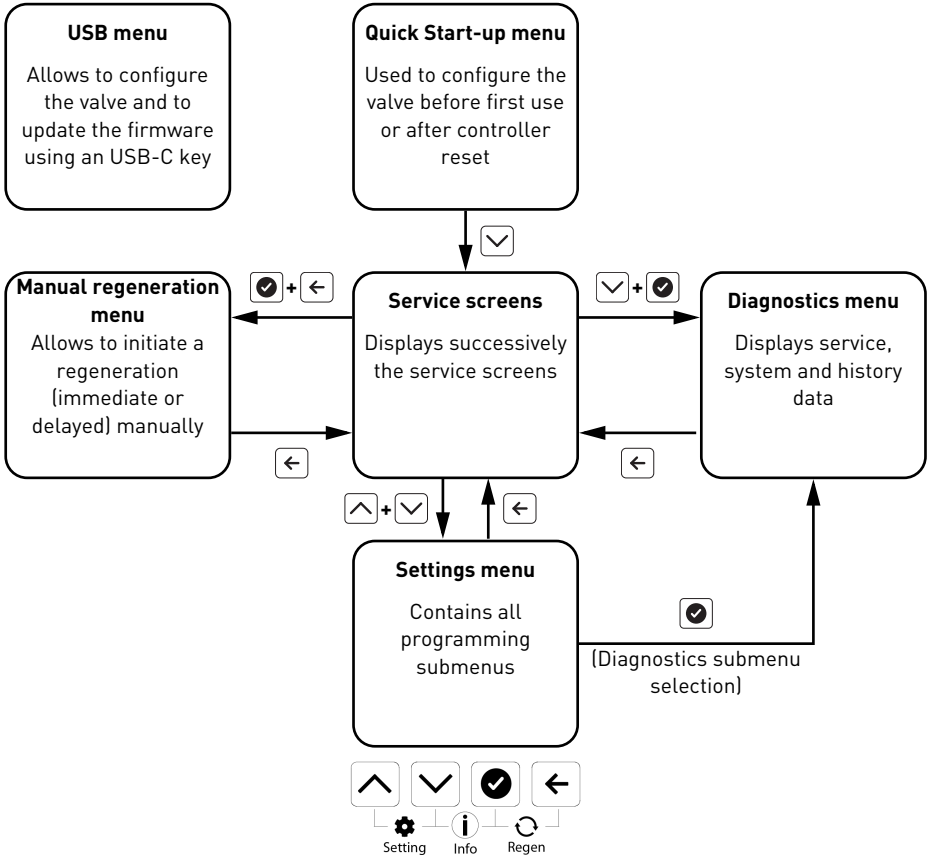 USB menu
Allows to configure
the valve and to
update the firmware
using an USB-C key
Quick Start-up menu
Used to configure the
valve before first use
or after controller
reset
Manual regeneration
menu
Allows to initiate a
regeneration
(immediate or
delayed) manually
+
Service screens
Displays successively
the service screens
+
Diagnostics menu
Displays service,
system and history
data
+
Settings menu
Contains all
programming
submenus
(Diagnostics submenu
selection)
Setting
Info
Regen